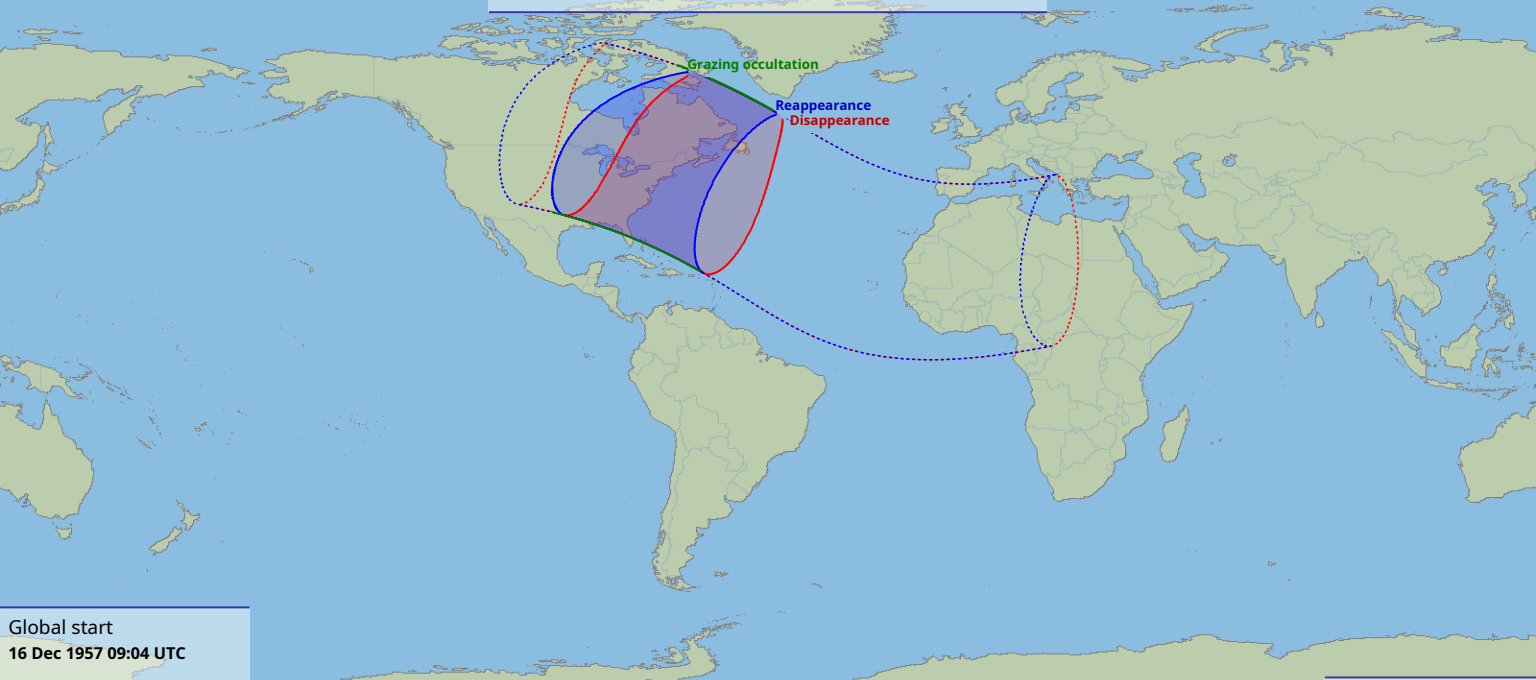 Grazing occultation
Reappearance
Disappearance
Global start
16 Dec 1957 09:04 UTC